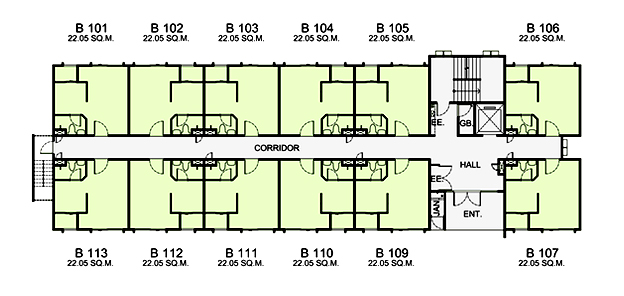 B 101
22.05 SQ.M.
B 102
22.05 SQ.M.
B 103
22.05 SQ.M.
B 104
22.05 SQ.M.
B 105
22.05 SQ.M.
B 106
22.05 SQ.M.
EE.
GB.
CORRIDOR
HALL
EE.
JAN.
ENT.
B 113
22.05 SQ.M.
B 112
22.05 SQ.M.
B 111
22.05 SQ.M.
B 110
22.05 SQ.M.
B 109
22.05 SQ.M.
B 107
22.05 SQ.M.